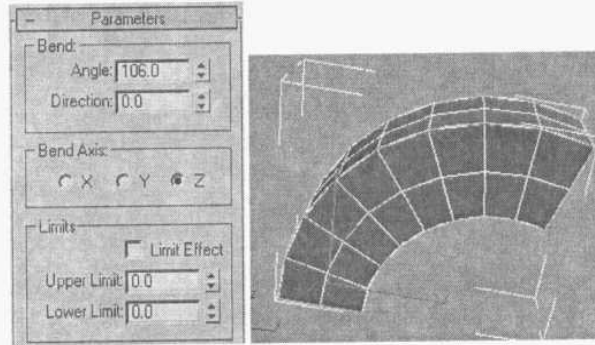 - Parameters
Bend:
Angle: 106.0
Direction: 0.0
Bend Axis:
X Y Z
Limits
Limit Effect
Upper Limit: 0.0
Lower Limit: 0.0